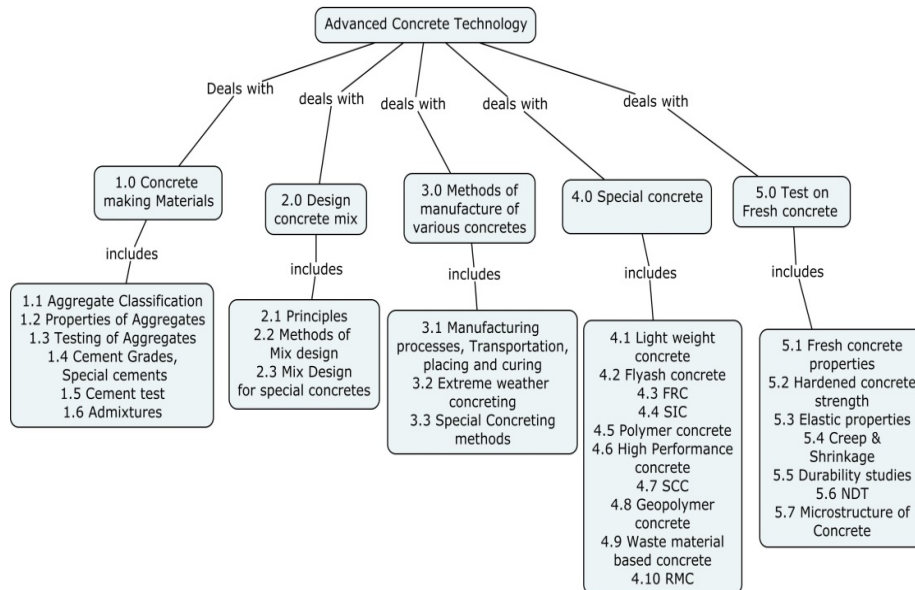 Advanced Concrete Technology
Deals with
deals with
deals with
deals with
deals with
1.0 Concrete
making Materials
2.0 Design
concrete mix
3.0 Methods of
manufacture of
various concretes
4.0 Special concrete
5.0 Test on
Fresh concrete
includes
includes
includes
includes
includes
1.1 Aggregate Classification
1.2 Properties of Aggregates
1.3 Testing of Aggregates
1.4 Cement Grades,
Special cements
1.5 Cement test
1.6 Admixtures
2.1 Principles
2.2 Methods of
Mix design
2.3 Mix Design
for special concretes
3.1 Manufacturing
processes, Transportation,
placing and curing
3.2 Extreme weather
concreting
3.3 Special Concreting
methods
4.1 Light weight
concrete
4.2 Flyash concrete
4.3 FRC
4.4 SIC
4.5 Polymer concrete
4.6 High Performance
concrete
4.7 SCC
4.8 Geopolymer
concrete
4.9 Waste material
based concrete
4.10 RMC
5.1 Fresh concrete
properties
5.2 Hardened concrete
strength
5.3 Elastic properties
5.4 Creep &
Shrinkage
5.5 Durability studies
5.6 NDT
5.7 Microstructure of
Concrete